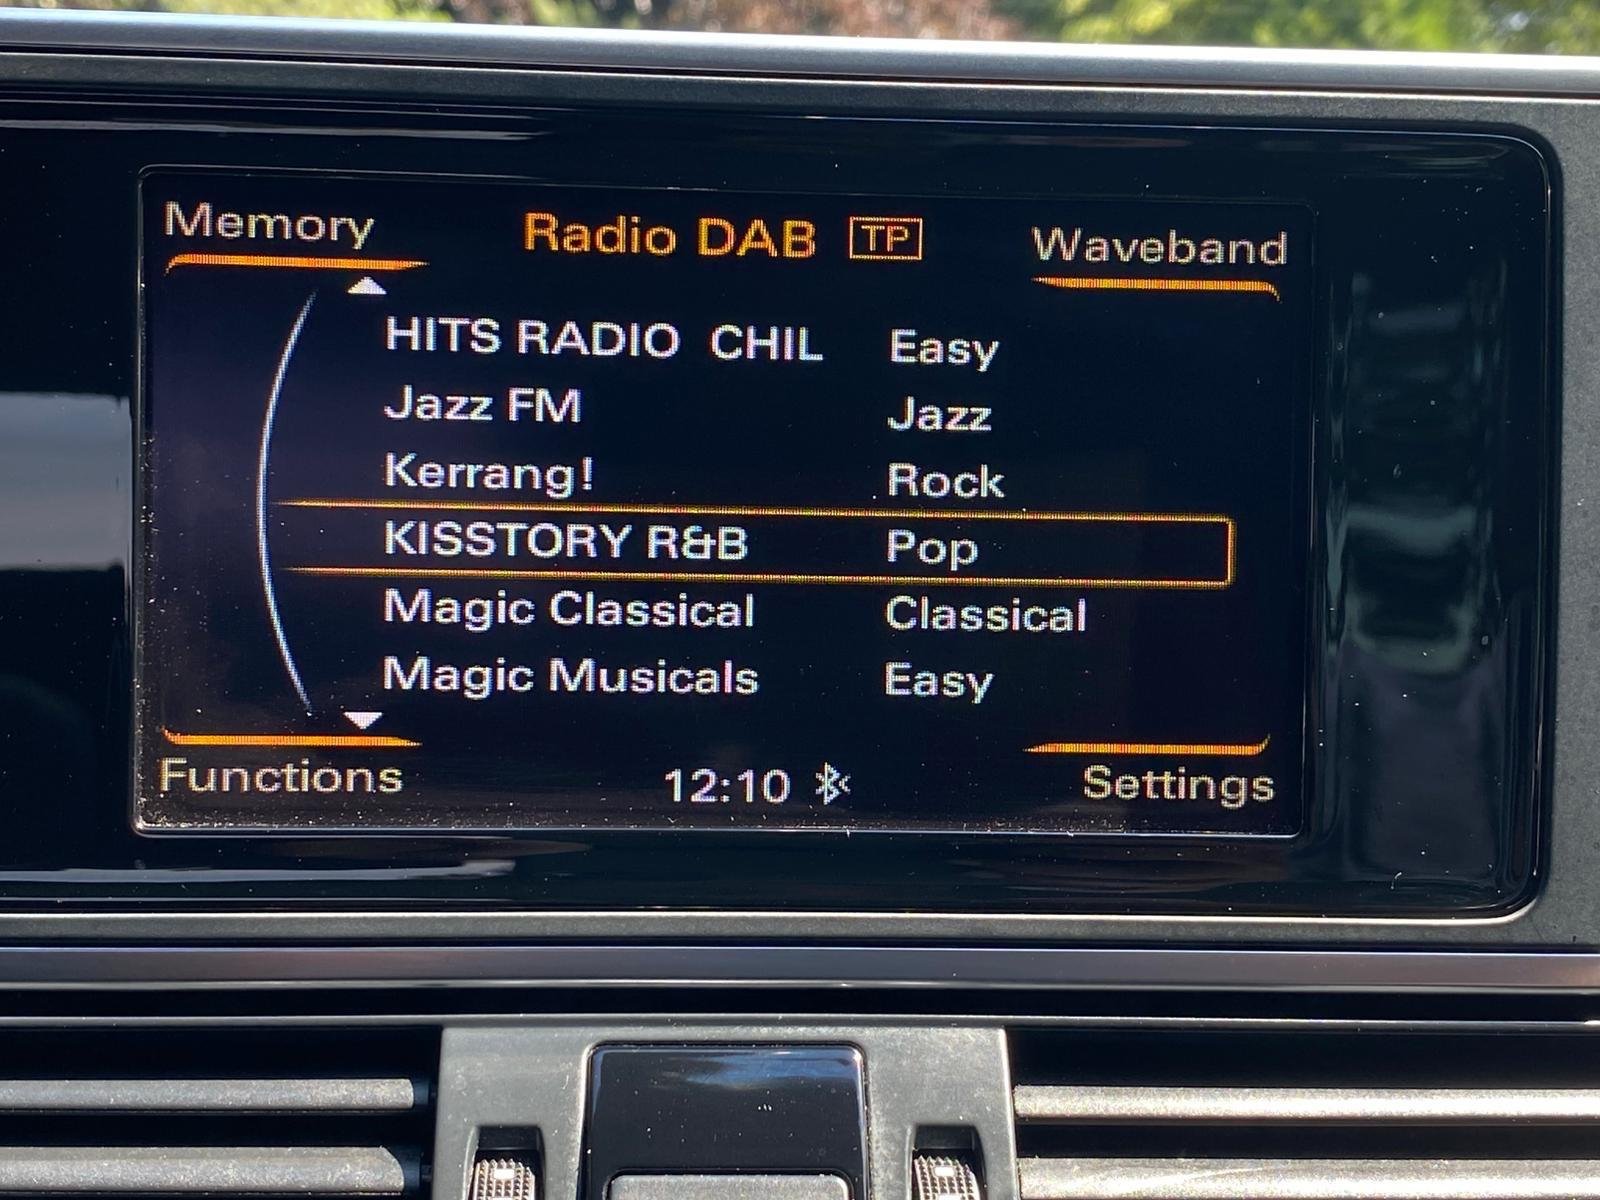 Memory Radio DAB TP Waveband
HITS RADIO CHIL Easy
Jazz FM Jazz
Kerrang! Rock
KISSTORY R&B Pop
Magic Classical Classical
Magic Musicals Easy
Functions 12:10 Settings